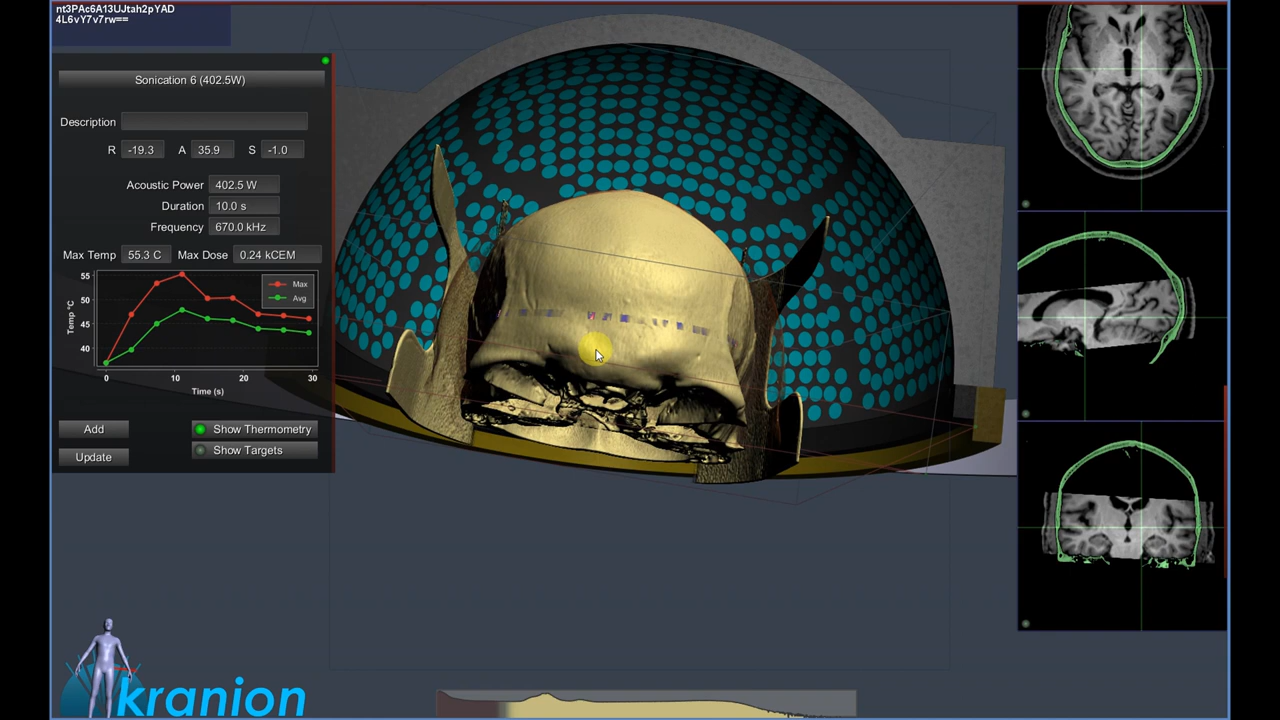 nt3PAc6A13UJtah2pYAD
4L6vY7v7rw==
Sonication 6 (402.5W)
Description
R -19.3 A 35.9 S -1.0
Acoustic Power 402.5 W
Duration 10.0 s
Frequency 670.0 kHz
Max Temp 55.3 C Max Dose 0.24 kCEM
55
50
45
40
Temp °C
Max
Avg
0 10 20 30
Time (s)
Add Show Thermometry
Update Show Targets
kranion